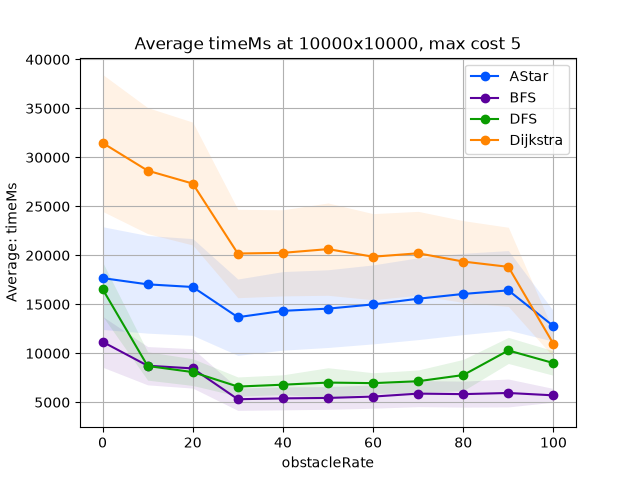 Average timeMs at 10000x10000, max cost 5
AStar
BFS
DFS
Dijkstra
Average: timeMs
40000
35000
30000
25000
20000
15000
10000
5000
0
20
40
60
80
100
obstacleRate